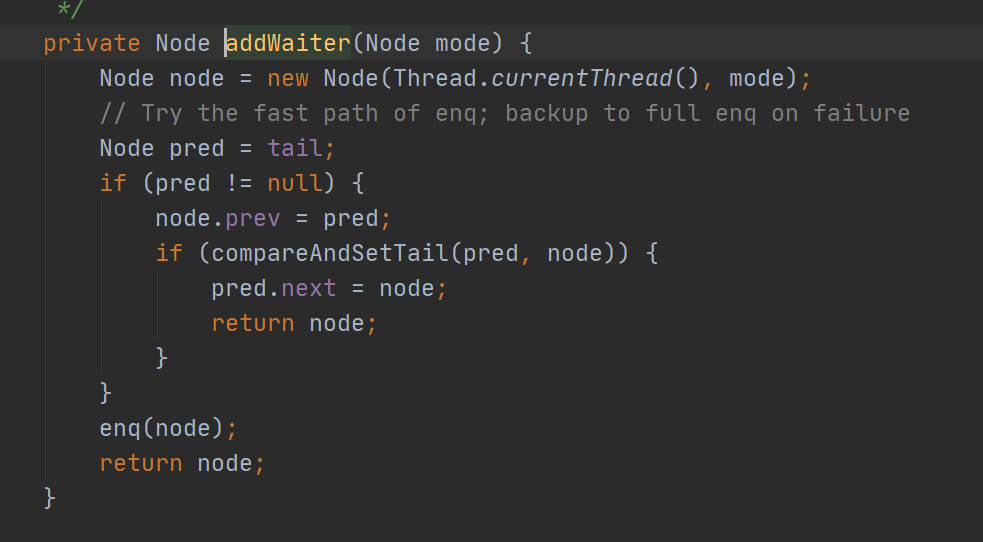 */
private Node addWaiter(Node mode) {
Node node = new Node(Thread.currentThread(), mode);
// Try the fast path of enq; backup to full enq on failure
Node pred = tail;
if (pred != null) {
node.prev = pred;
if (compareAndSetTail(pred, node)) {
pred.next = node;
return node;
}
}
enq(node);
return node;
}